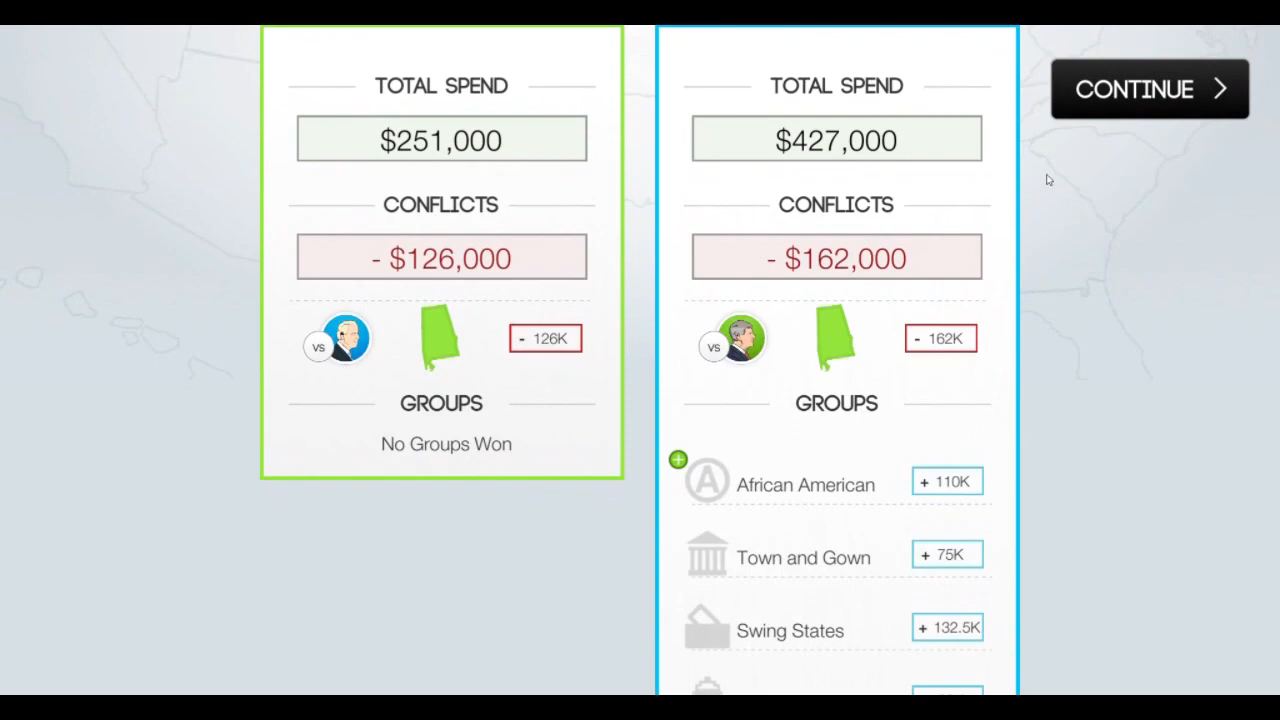 TOTAL SPEND
$251,000
CONFLICTS
- $126,000
vs
- 126K
GROUPS
No Groups Won
TOTAL SPEND
$427,000
CONFLICTS
- $162,000
vs
- 162K
GROUPS
A African American + 110K
Town and Gown + 75K
Swing States + 132.5K
CONTINUE >